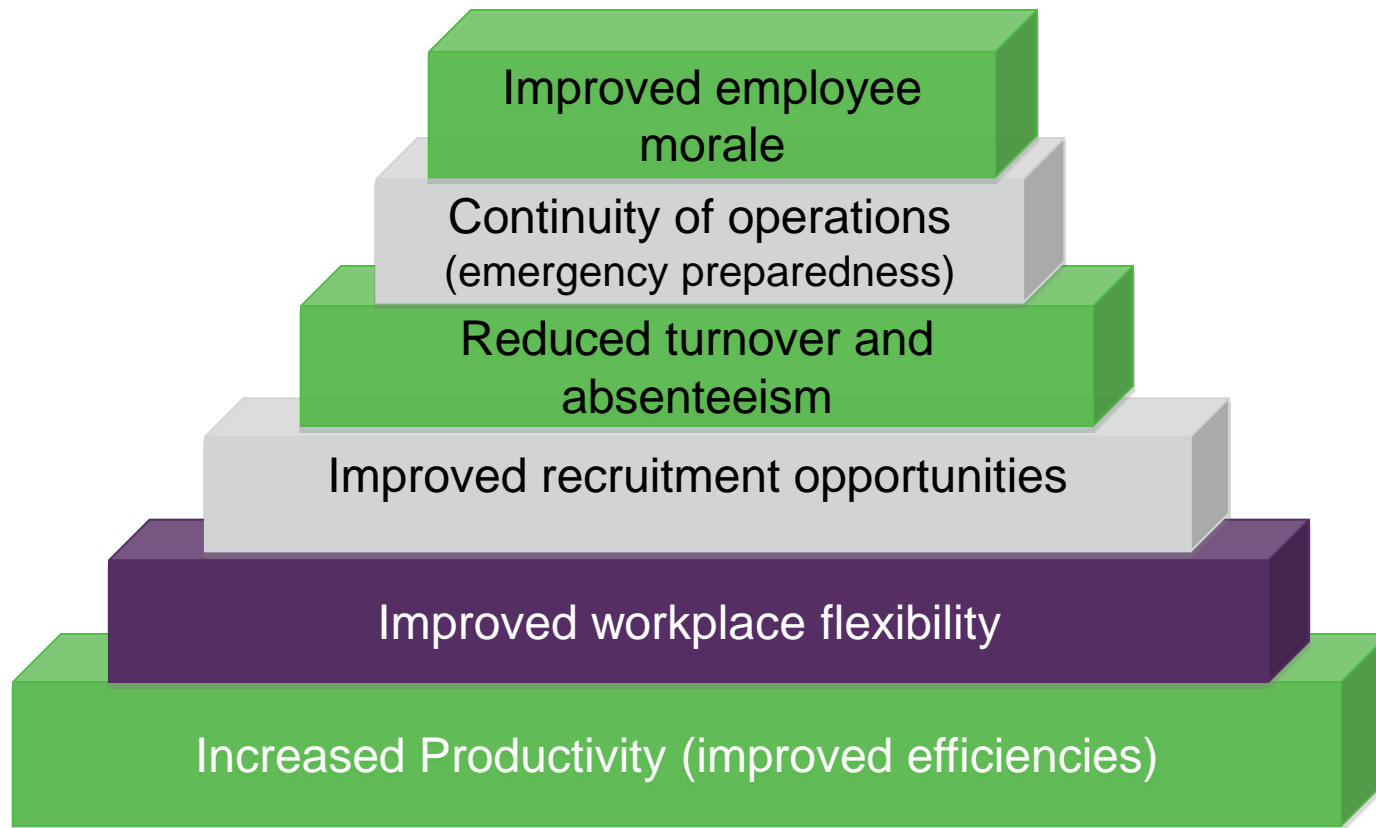 Improved employee
morale
Continuity of operations
(emergency preparedness)
Reduced turnover and
absenteeism
Improved recruitment opportunities
Improved workplace flexibility
Increased Productivity (improved efficiencies)